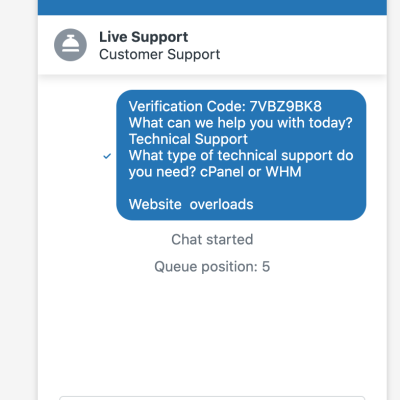 Live Support
Customer Support
Verification Code: 7VBZ9BK8
What can we help you with today?
Technical Support
What type of technical support do
you need? cPanel or WHM
Website  overloads
Chat started
Queue position: 5